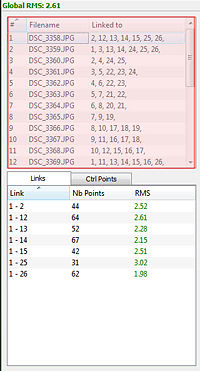 Global RMS: 2.61
# Filename Linked to
1 DSC_3358.JPG 2, 12, 13, 14, 15, 25, 26,
2 DSC_3359.JPG 1, 3, 13, 14, 24, 25, 26,
3 DSC_3360.JPG 2, 4, 24, 25,
4 DSC_3361.JPG 3, 5, 22, 23, 24,
5 DSC_3362.JPG 4, 6, 22, 23,
6 DSC_3363.JPG 5, 7, 21, 22,
7 DSC_3364.JPG 6, 8, 20, 21,
8 DSC_3365.JPG 7, 9, 19,
9 DSC_3366.JPG 8, 10, 17, 18, 19,
10 DSC_3367.JPG 9, 11, 16, 17, 18,
11 DSC_3368.JPG 10, 12, 15, 16, 17,
12 DSC_3369.JPG 1, 11, 13, 14, 15, 16, 26,
Links Ctrl Points
Link Nb Points RMS
1 - 2 44 2.52
1 - 12 64 2.61
1 - 13 52 2.28
1 - 14 67 2.15
1 - 15 42 2.51
1 - 25 31 3.02
1 - 26 62 1.98